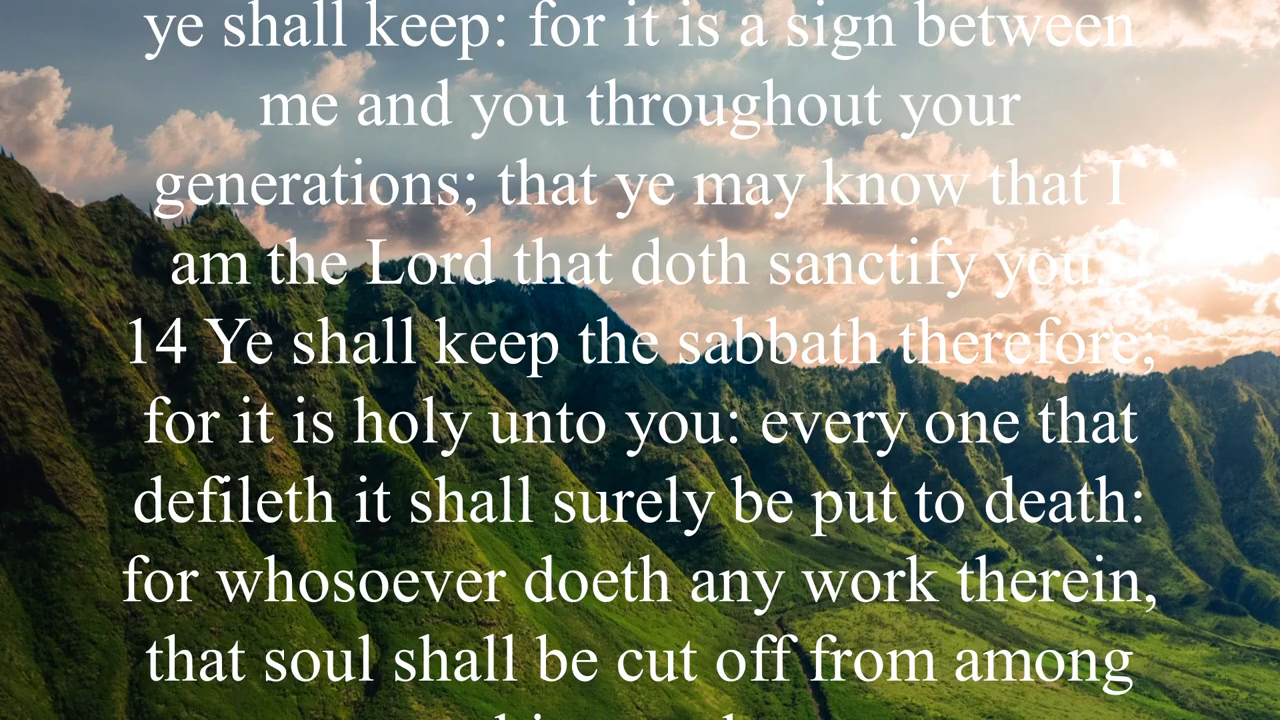 ye shall keep: for it is a sign between
me and you throughout your
generations; that ye may know that I
am the Lord that doth sanctify you.
14 Ye shall keep the sabbath therefore;
for it is holy unto you: every one that
defileth it shall surely be put to death:
for whosoever doeth any work therein,
that soul shall be cut off from among